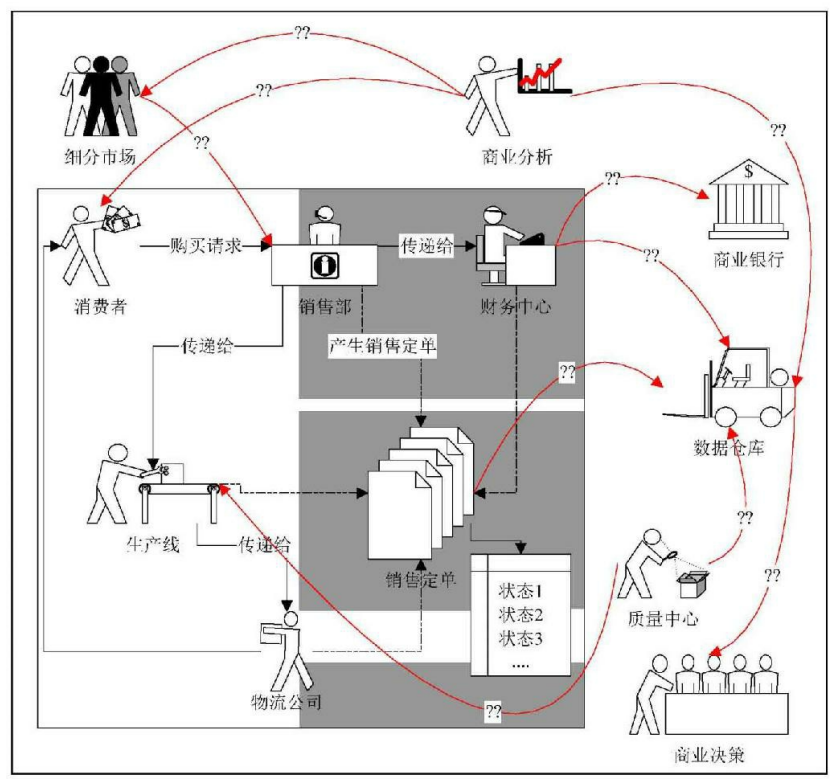 ??
??
??
细分市场
商业分析
??
$
商业银行
购买请求
传递给
??
消费者
销售部
财务中心
传递给
产生销售定单
??
数据仓库
生产线
传递给
??
销售定单
状态1
状态2
状态3
....
质量中心
??
物流公司
??
商业决策